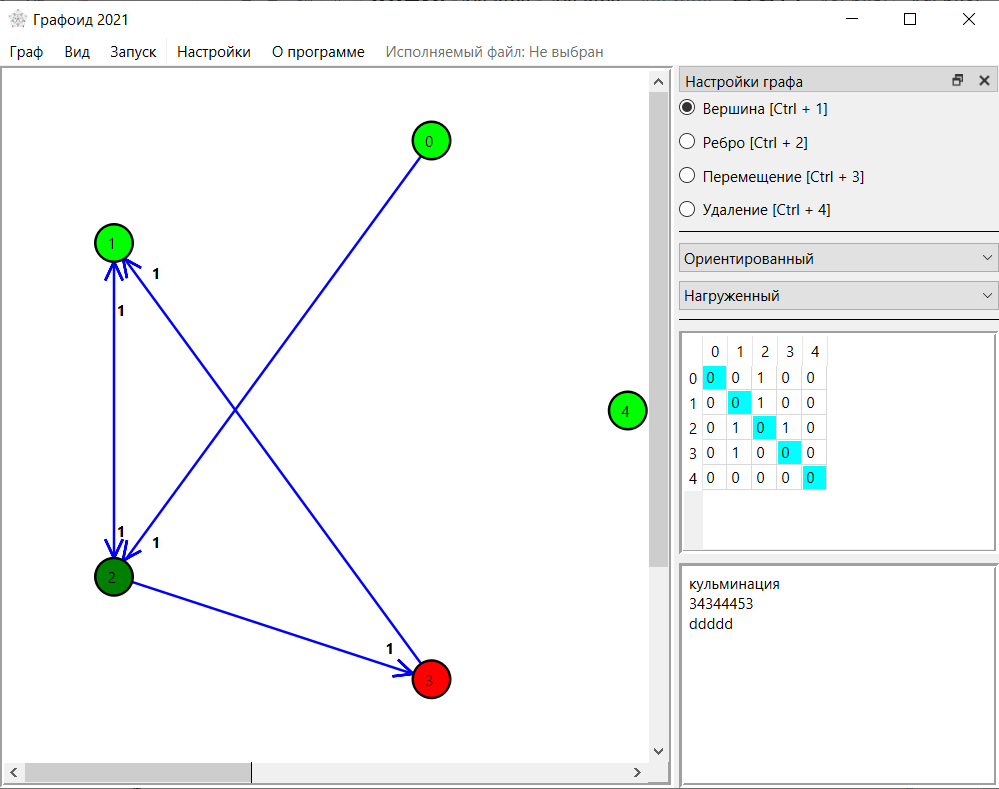 Графоид 2021
Граф Вид Запуск Настройки О программе Исполняемый файл: Не выбран
0
1
1
1
4
1
1
2
1
3
Настройки графа
Вершина [Ctrl + 1]
Ребро [Ctrl + 2]
Перемещение [Ctrl + 3]
Удаление [Ctrl + 4]
Ориентированный
Нагруженный
0 1 2 3 4
0 0 0 1 0 0
1 0 0 1 0 0
2 0 1 0 1 0
3 0 1 0 0 0
4 0 0 0 0 0
кульминация
34344453
ddddd